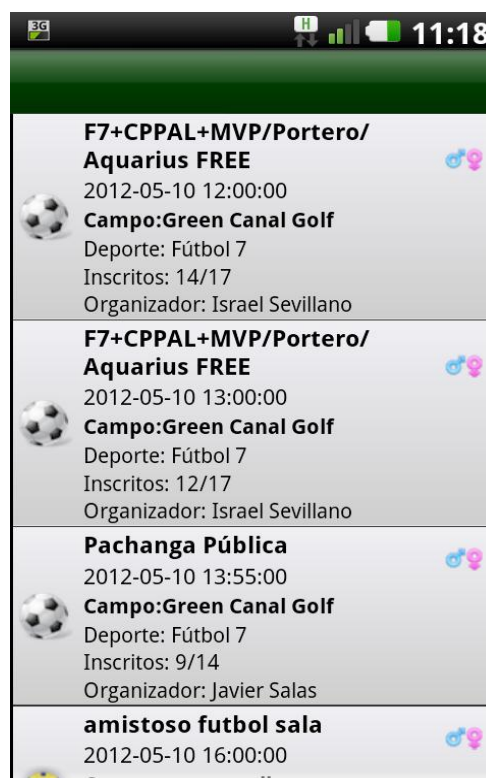 3G
H
11:18
F7+CPPAL+MVP/Portero/
Aquarius FREE
2012-05-10 12:00:00
Campo:Green Canal Golf
Deporte: Fútbol 7
Inscritos: 14/17
Organizador: Israel Sevillano
F7+CPPAL+MVP/Portero/
Aquarius FREE
2012-05-10 13:00:00
Campo:Green Canal Golf
Deporte: Fútbol 7
Inscritos: 12/17
Organizador: Israel Sevillano
Pachanga Pública
2012-05-10 13:55:00
Campo:Green Canal Golf
Deporte: Fútbol 7
Inscritos: 9/14
Organizador: Javier Salas
amistoso futbol sala
2012-05-10 16:00:00